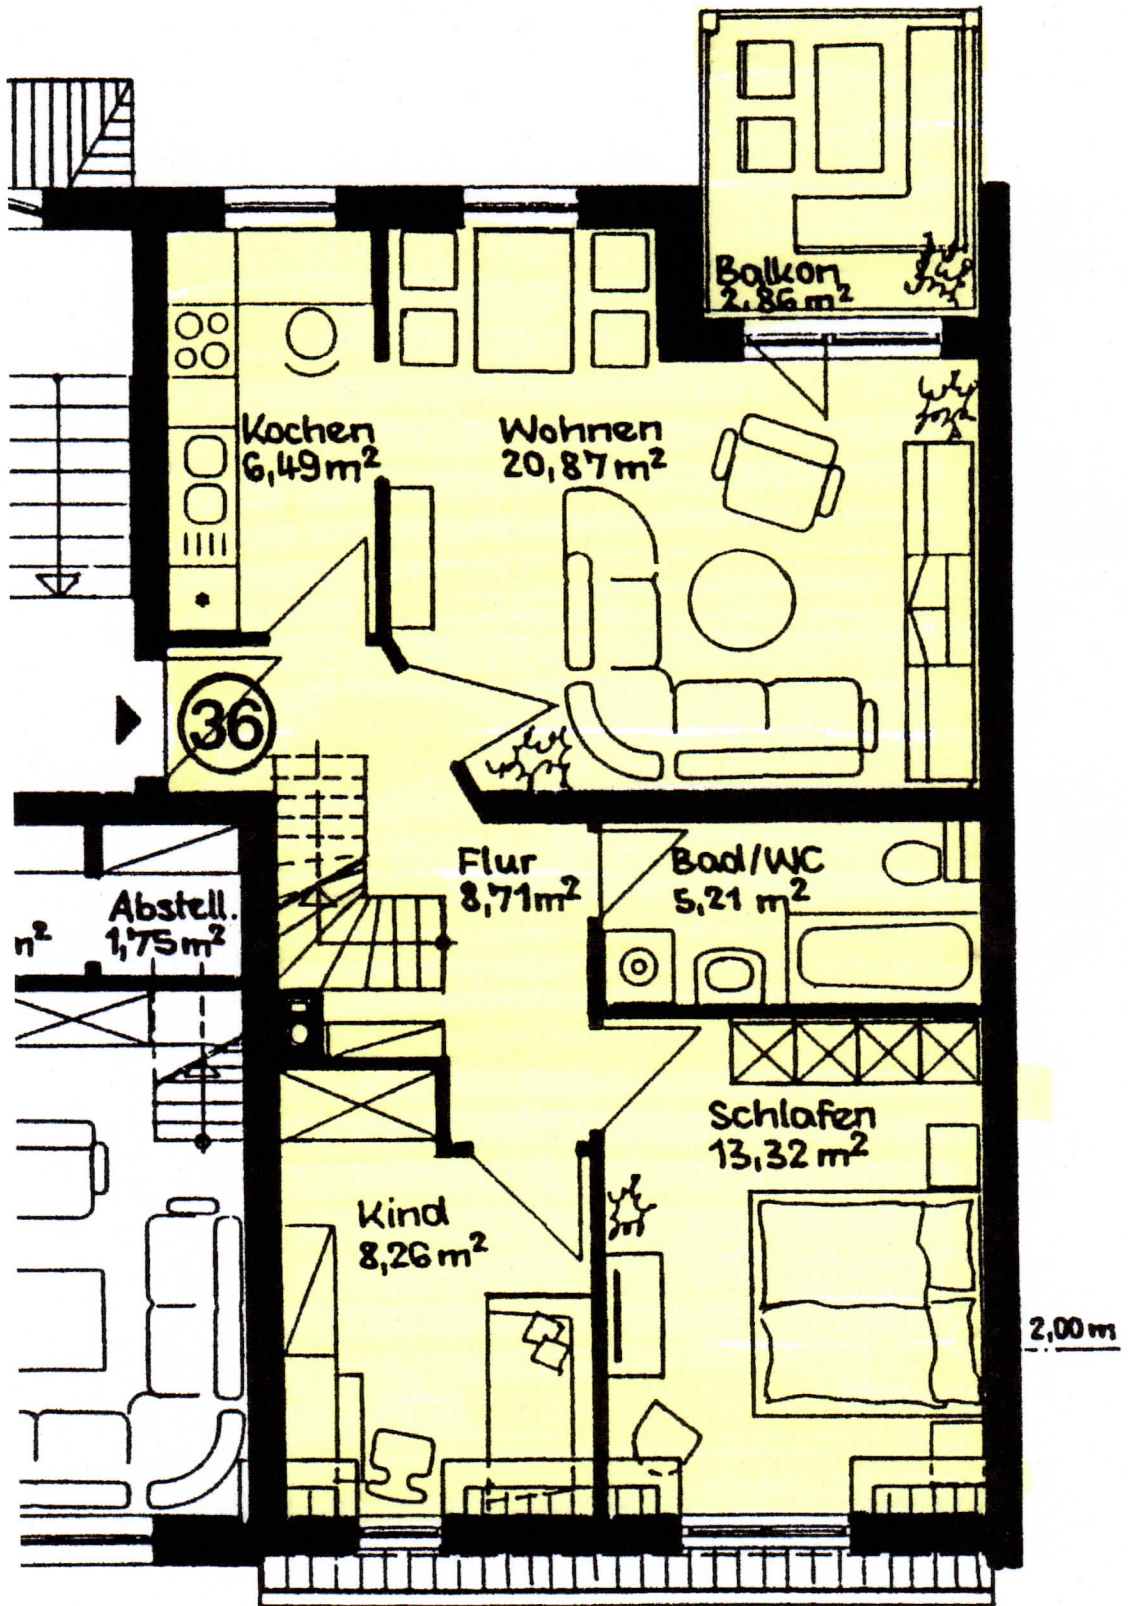 Balkon
2,86 m²
Kochen
6,49 m²
Wohnen
20,87 m²
36
Flur
8,71 m²
Bad/WC
5,21 m²
Abstell.
1,75 m²
m²
Schlafen
13,32 m²
Kind
8,26 m²
2,00 m